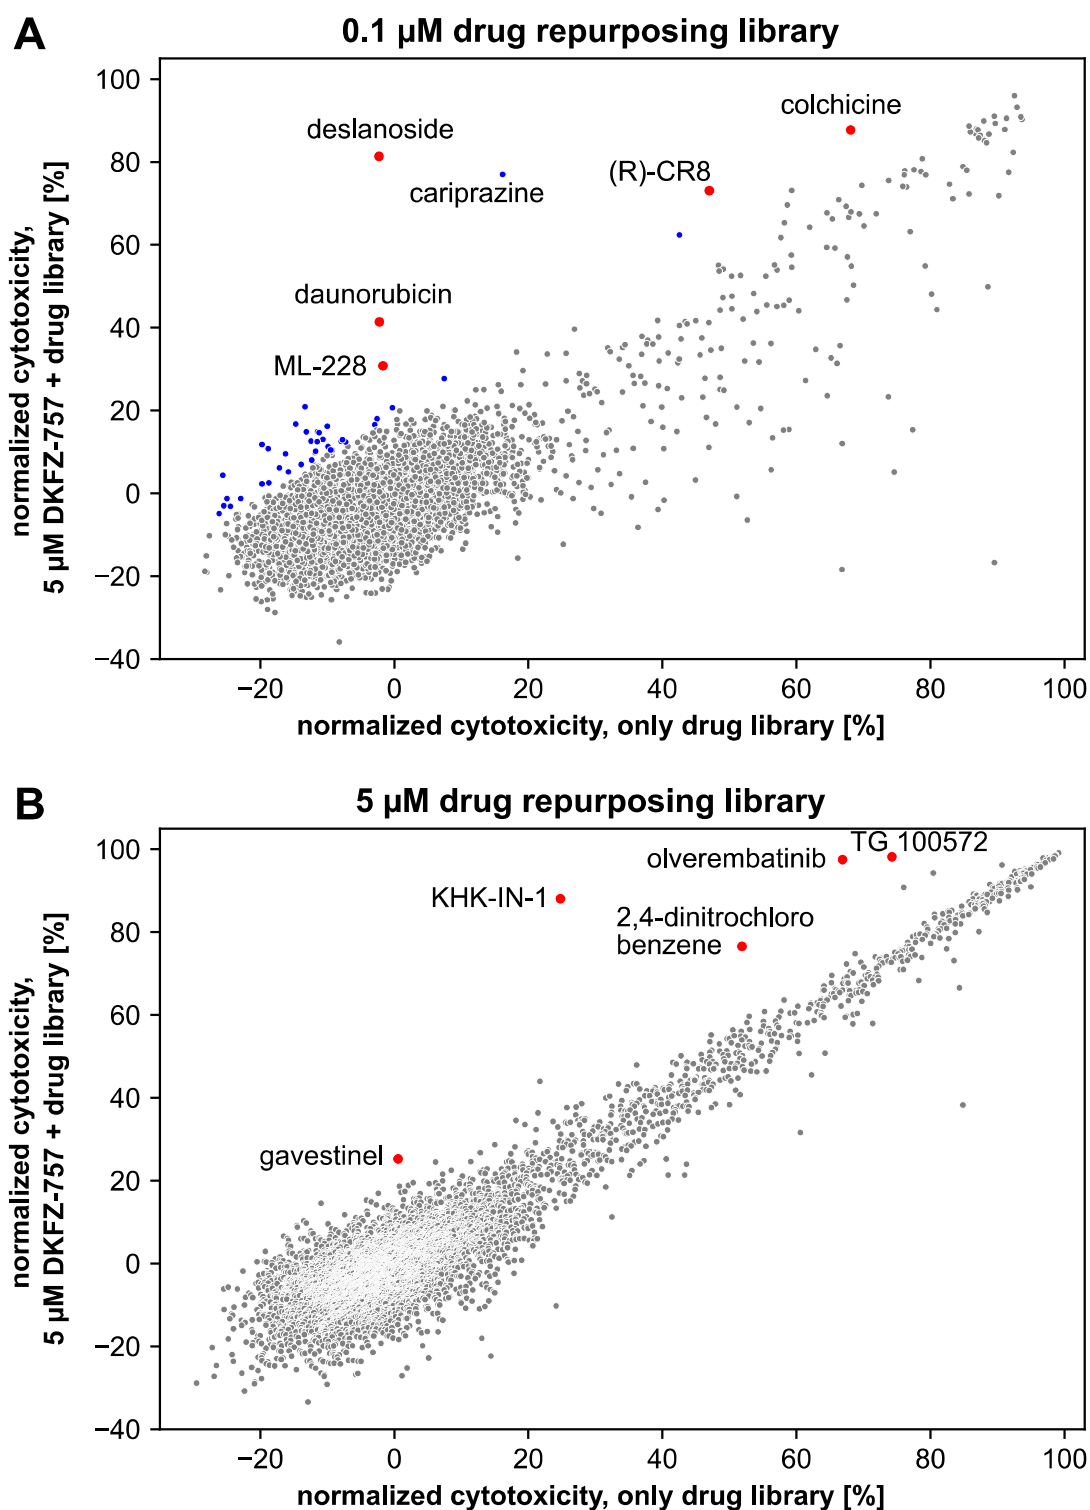 A
0.1 µM drug repurposing library
normalized cytotoxicity,
5 µM DKFZ-757 + drug library [%]
100
80
60
40
20
0
−20
−40
deslanoside
cariprazine
colchicine
(R)-CR8
daunorubicin
ML-228
−20 0 20 40 60 80 100
normalized cytotoxicity, only drug library [%]
B
5 µM drug repurposing library
normalized cytotoxicity,
5 µM DKFZ-757 + drug library [%]
100
80
60
40
20
0
−20
−40
TG 100572
olverembatinib
KHK-IN-1
2,4-dinitrochloro
benzene
gavestinel
−20 0 20 40 60 80 100
normalized cytotoxicity, only drug library [%]